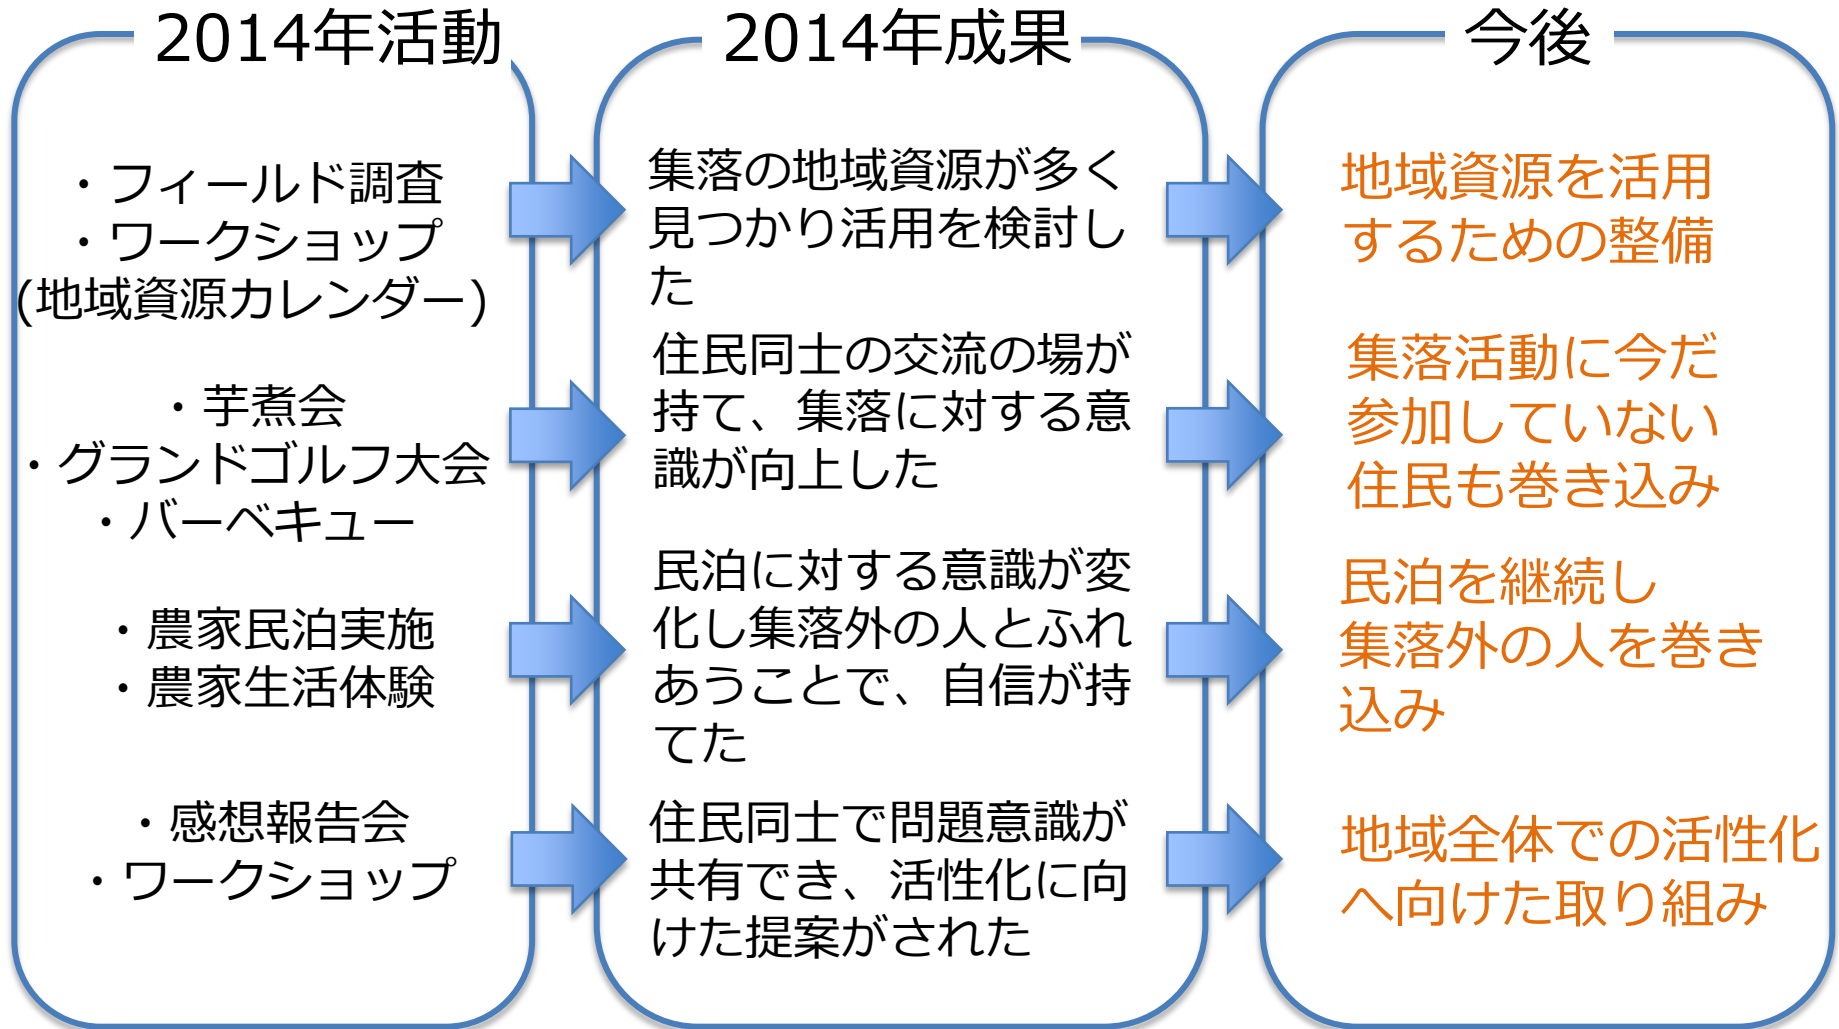 2014年活動
・フィールド調査
・ワークショップ
(地域資源カレンダー)
・芋煮会
・グランドゴルフ大会
・バーベキュー
・農家民泊実施
・農家生活体験
・感想報告会
・ワークショップ
2014年成果
集落の地域資源が多く
見つかり活用を検討し
た
住民同士の交流の場が
持て、集落に対する意
識が向上した
民泊に対する意識が変
化し集落外の人とふれ
あうことで、自信が持
てた
住民同士で問題意識が
共有でき、活性化に向
けた提案がされた
今後
地域資源を活用
するための整備
集落活動に今だ
参加していない
住民も巻き込み
民泊を継続し
集落外の人を巻き
込み
地域全体での活性化
へ向けた取り組み